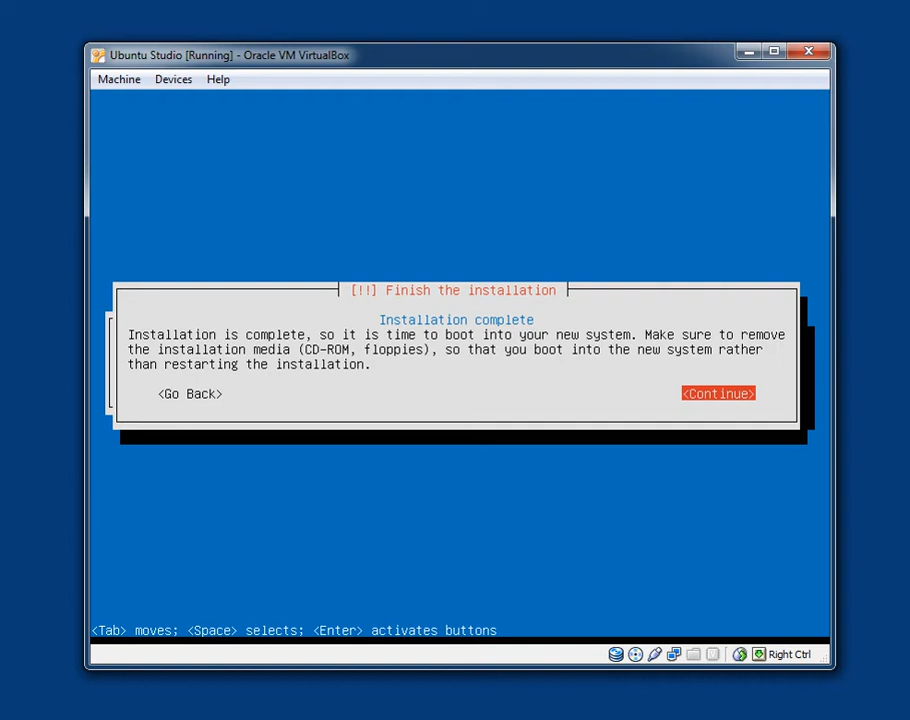 Ubuntu Studio [Running] - Oracle VM VirtualBox
Machine Devices Help
[!!] Finish the installation
Installation complete
Installation is complete, so it is time to boot into your new system. Make sure to remove
the installation media (CD-ROM, floppies), so that you boot into the new system rather
than restarting the installation.
<Go Back> <Continue>
<Tab> moves; <Space> selects; <Enter> activates buttons
Right Ctrl